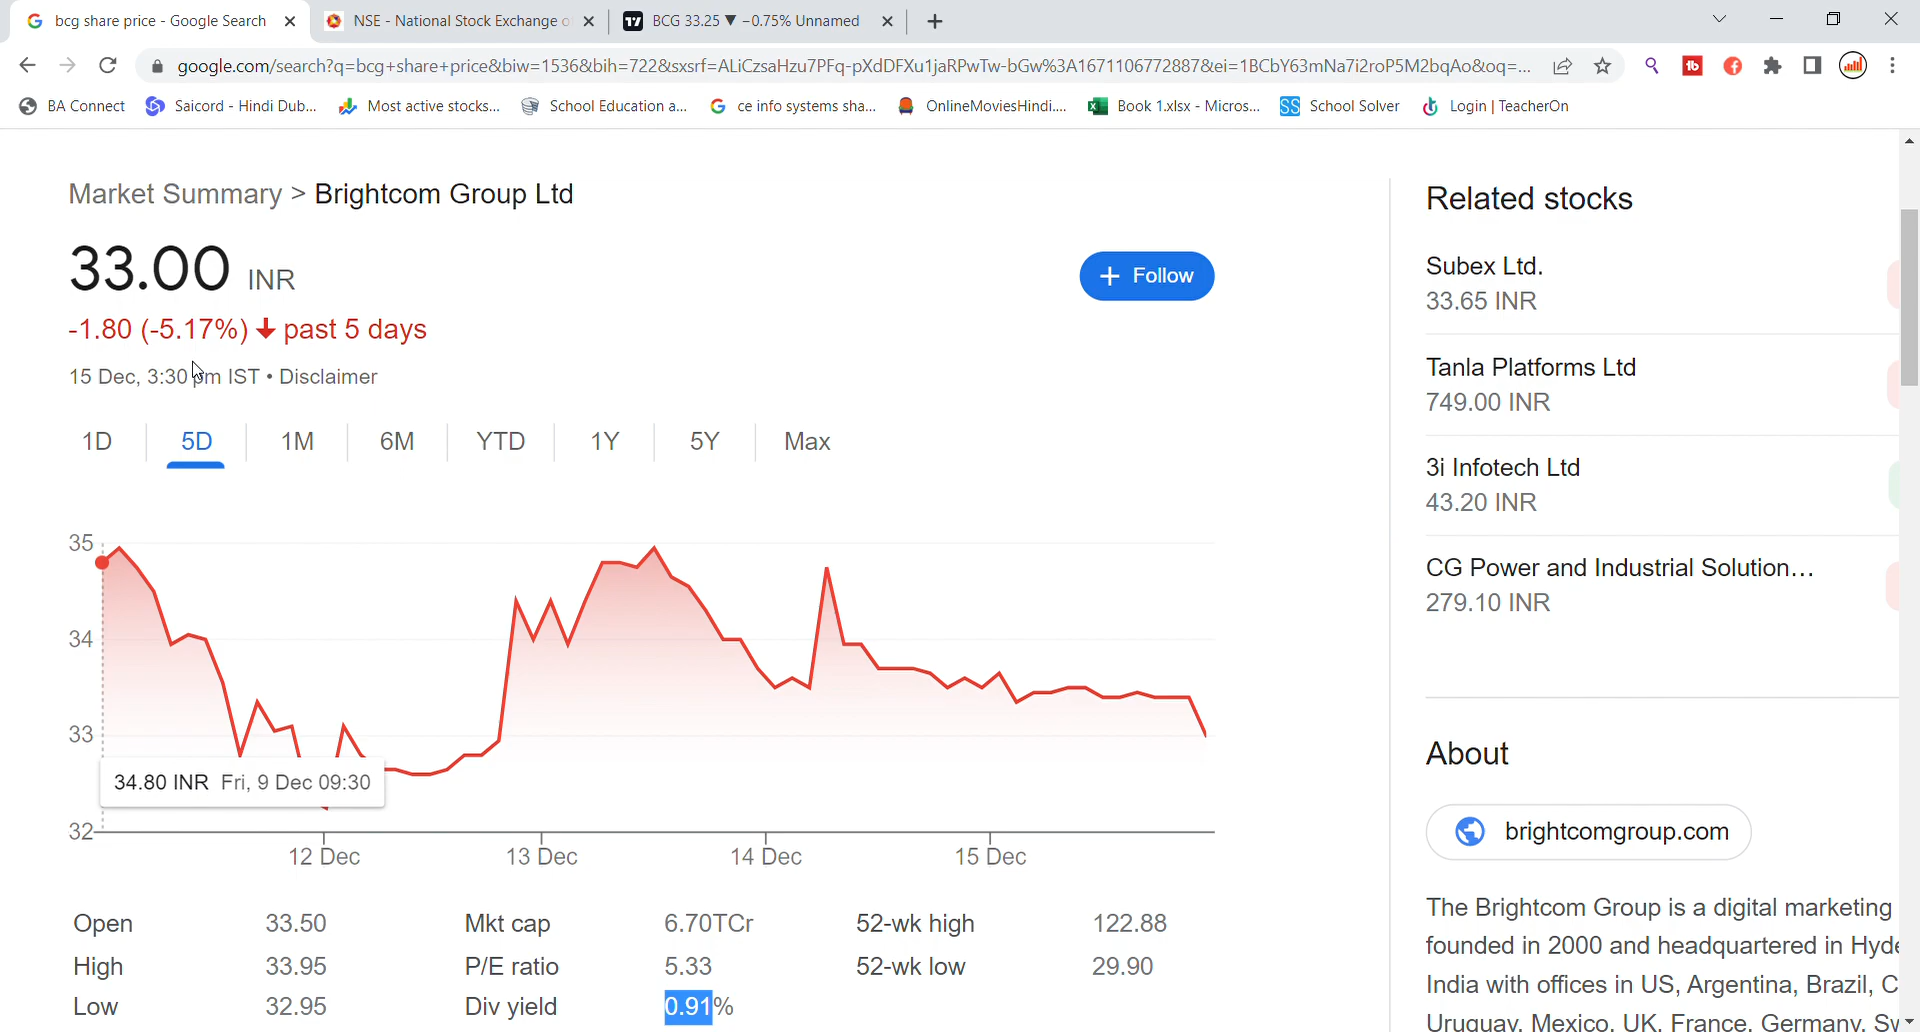 bcg share price - Google Search
NSE - National Stock Exchange o
BCG 33.25 ▼ −0.75% Unnamed
google.com/search?q=bcg+share+price&biw=1536&bih=722&sxsrf=ALiCzsaHzu7PFq-pXdDFXu1jaRPwTw-bGw%3A1671106772887&ei=1BCbY63mNa7i2roP5M2bqAo&oq=...
BA Connect
Saicord - Hindi Dub...
Most active stocks...
School Education a...
ce info systems sha...
OnlineMoviesHindi....
Book 1.xlsx - Micros...
School Solver
Login | TeacherOn
Market Summary > Brightcom Group Ltd
33.00 INR
+ Follow
-1.80 (-5.17%) ↓ past 5 days
15 Dec, 3:30 pm IST • Disclaimer
1D 5D 1M 6M YTD 1Y 5Y Max
35
34
33
32
34.80 INR Fri, 9 Dec 09:30
12 Dec 13 Dec 14 Dec 15 Dec
Open 33.50 Mkt cap 6.70TCr 52-wk high 122.88
High 33.95 P/E ratio 5.33 52-wk low 29.90
Low 32.95 Div yield 0.91%
Related stocks
Subex Ltd.
33.65 INR
Tanla Platforms Ltd
749.00 INR
3i Infotech Ltd
43.20 INR
CG Power and Industrial Solution...
279.10 INR
About
brightcomgroup.com
The Brightcom Group is a digital marketing
founded in 2000 and headquartered in Hyde
India with offices in US, Argentina, Brazil, C
Uruguay, Mexico, UK, France, Germany, Sw